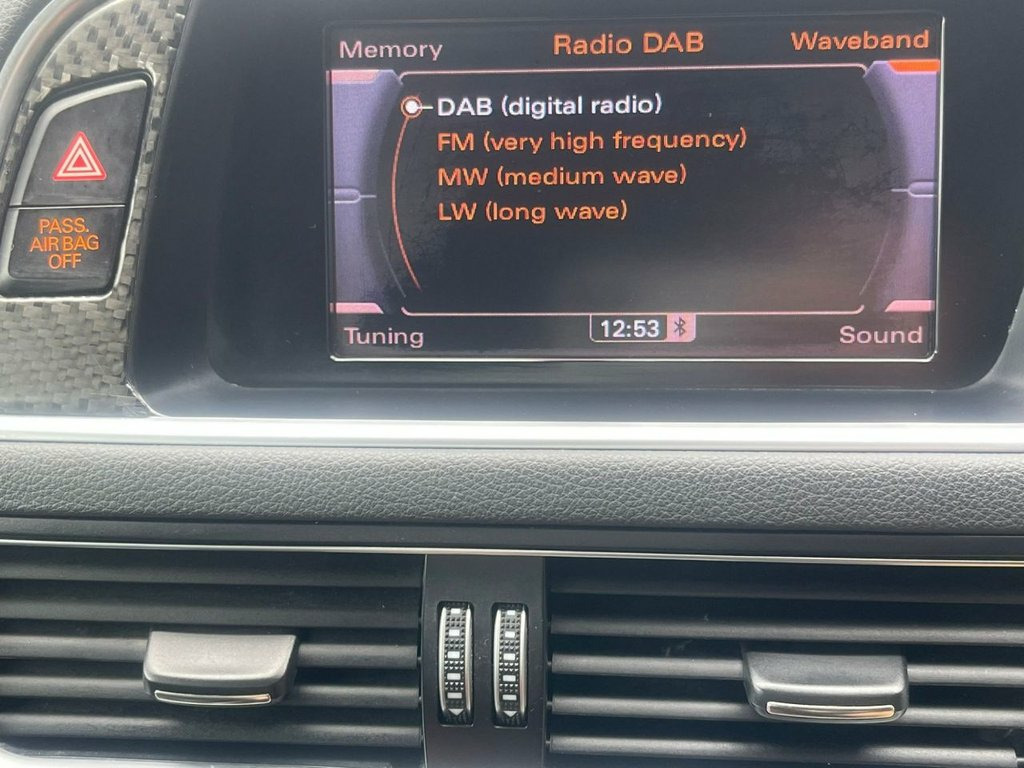 Memory Radio DAB Waveband
DAB (digital radio)
FM (very high frequency)
MW (medium wave)
LW (long wave)
Tuning 12:53 Sound
PASS.
AIR BAG
OFF